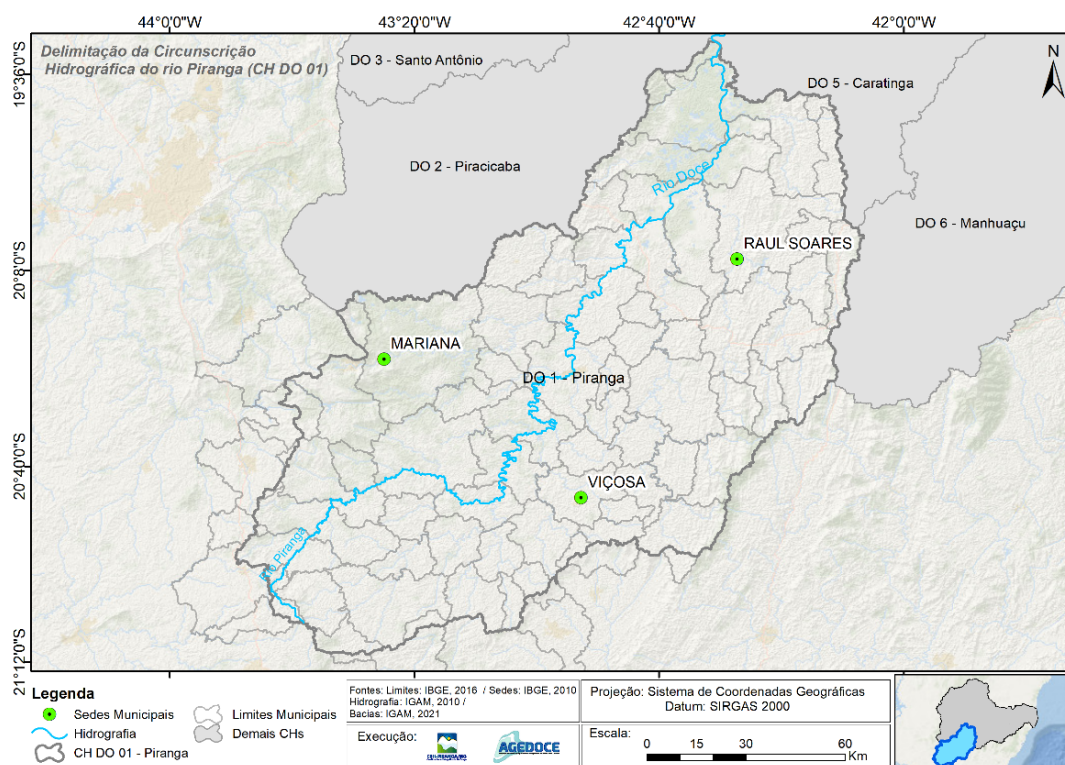 44°0'0"W
43°20'0"W
42°40'0"W
42°0'0"W
Delimitação da Circunscrição
Hidrográfica do rio Piranga (CH DO 01)
DO 3 - Santo Antônio
DO 5 - Caratinga
N
19°36'0"S
DO 2 - Piracicaba
Rio Doce
DO 6 - Manhuaçu
RAUL SOARES
20°8'0"S
MARIANA
DO 1 - Piranga
20°40'0"S
VIÇOSA
Rio Piranga
21°12'0"S
Legenda
Sedes Municipais
Limites Municipais
Hidrografia
Demais CHs
CH DO 01 - Piranga
Fontes: Limites: IBGE, 2016 / Sedes: IBGE, 2010
Hidrografia: IGAM, 2010 /
Bacias: IGAM, 2021
Execução:
AGEDOCE
Projeção: Sistema de Coordenadas Geográficas
Datum: SIRGAS 2000
Escala:
0 15 30 60
Km